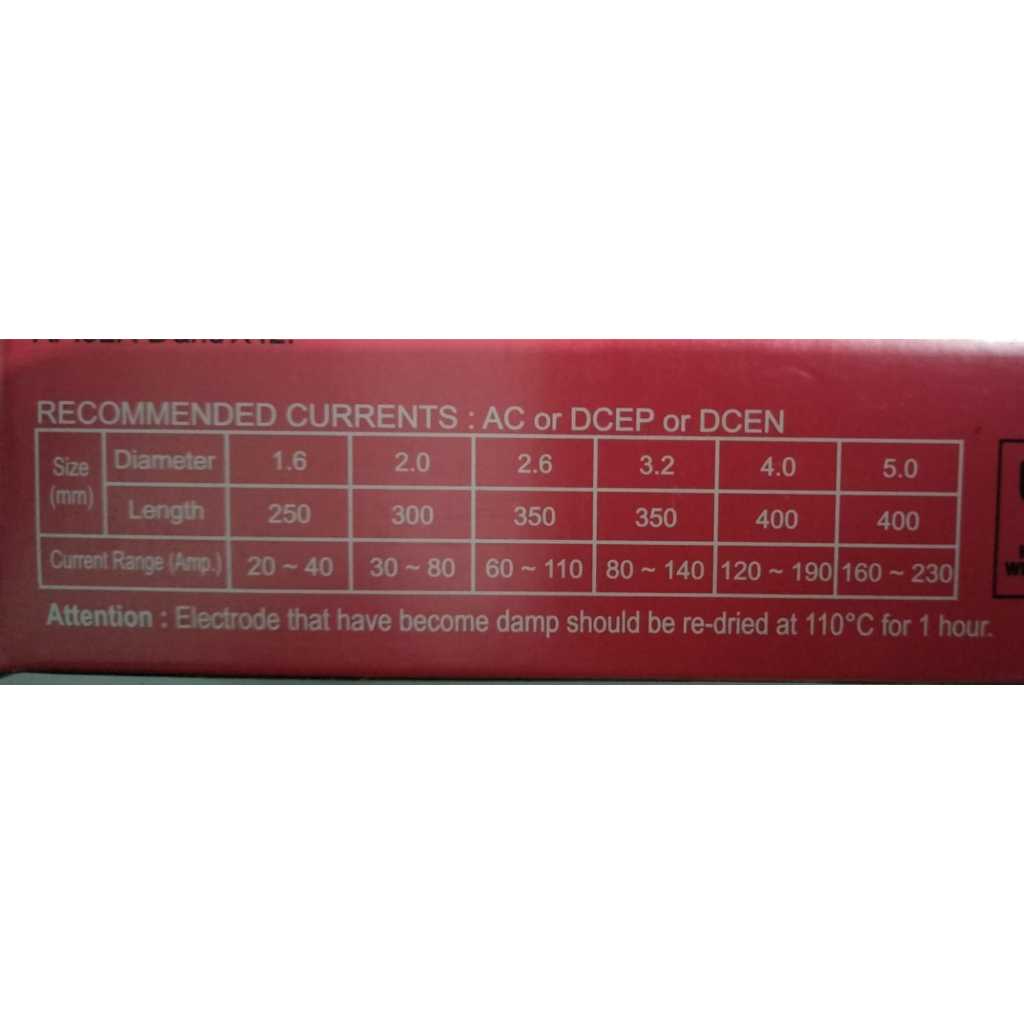 RECOMMENDED CURRENTS : AC or DCEP or DCEN
Size (mm) Diameter 1.6 2.0 2.6 3.2 4.0 5.0
Length 250 300 350 350 400 400
Current Range (Amp.) 20 ~ 40 30 ~ 80 60 ~ 110 80 ~ 140 120 ~ 190 160 ~ 230
Attention : Electrode that have become damp should be re-dried at 110°C for 1 hour.